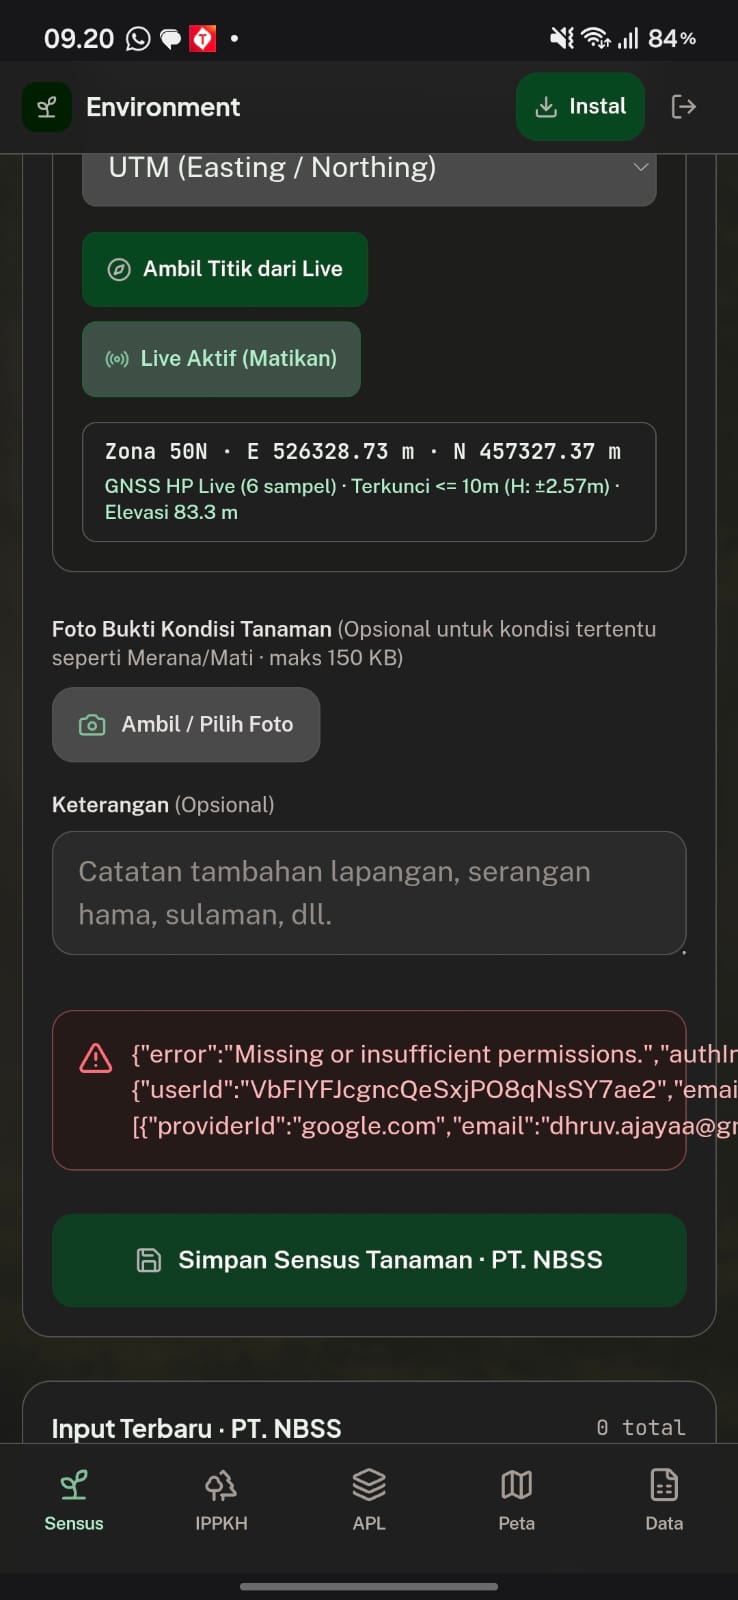 09.20
84%
Environment
Instal
UTM (Easting / Northing)
Ambil Titik dari Live
Live Aktif (Matikan)
Zona 50N · E 526328.73 m · N 457327.37 m
GNSS HP Live (6 sampel) · Terkunci <= 10m (H: ±2.57m) ·
Elevasi 83.3 m
Foto Bukti Kondisi Tanaman (Opsional untuk kondisi tertentu
seperti Merana/Mati · maks 150 KB)
Ambil / Pilih Foto
Keterangan (Opsional)
Catatan tambahan lapangan, serangan
hama, sulaman, dll.
{"error":"Missing or insufficient permissions.","authIn
{"userId":"VbFIYFJcgncQeSxjPO8qNsSY7ae2","emai
[{"providerId":"google.com","email":"dhruv.ajayaa@gm
Simpan Sensus Tanaman · PT. NBSS
Input Terbaru · PT. NBSS
0 total
Sensus
IPPKH
APL
Peta
Data